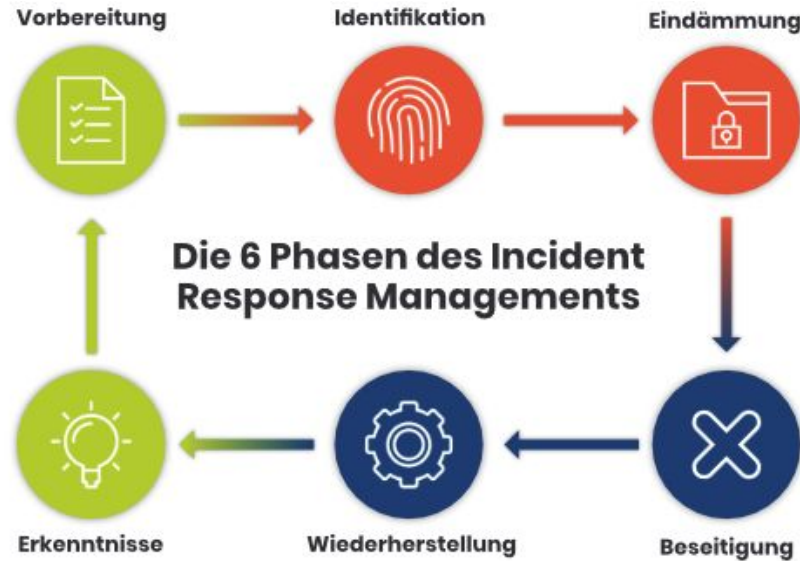 Vorbereitung
Identifikation
Eindämmung
Die 6 Phasen des Incident
Response Managements
Erkenntnisse
Wiederherstellung
Beseitigung